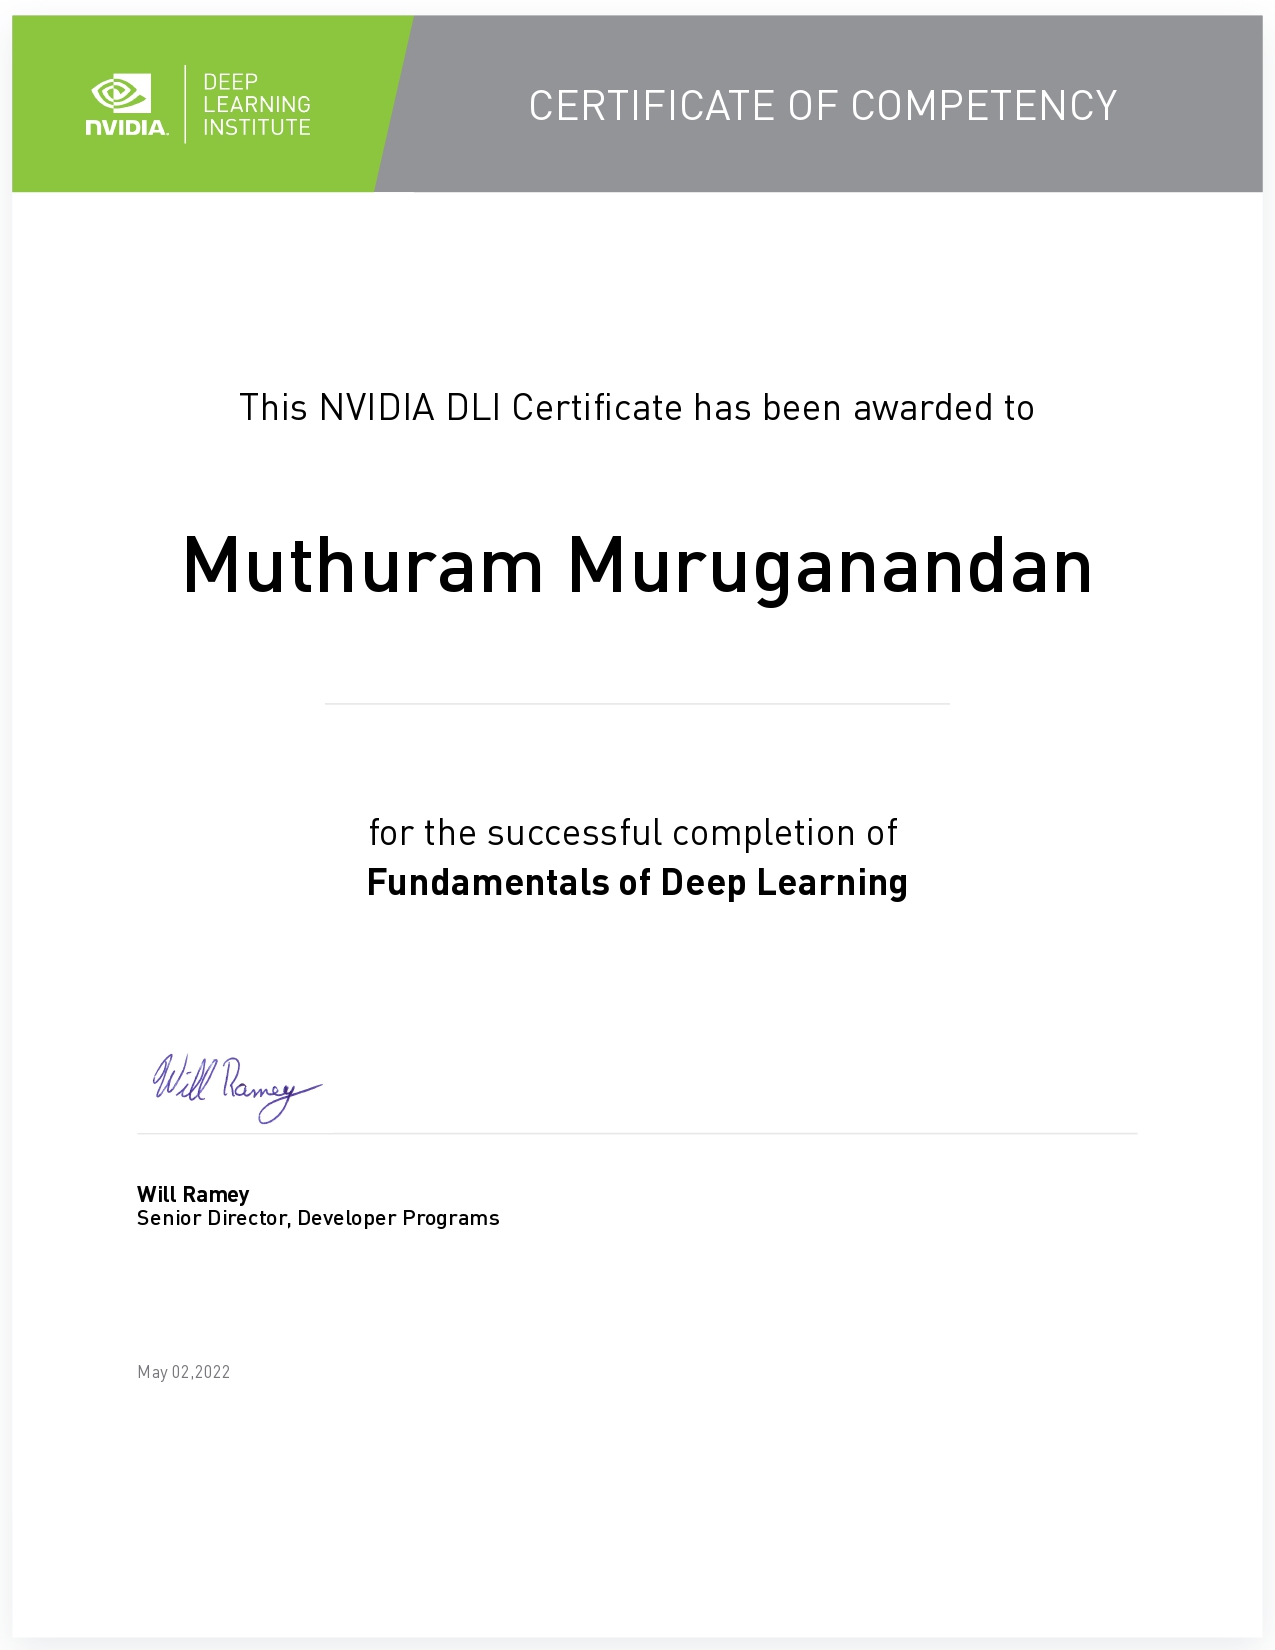 NVIDIA.
DEEP
LEARNING
INSTITUTE
CERTIFICATE OF COMPETENCY
This NVIDIA DLI Certificate has been awarded to
Muthuram Muruganandan
for the successful completion of
Fundamentals of Deep Learning
Will Ramey
Will Ramey
Senior Director, Developer Programs
May 02,2022